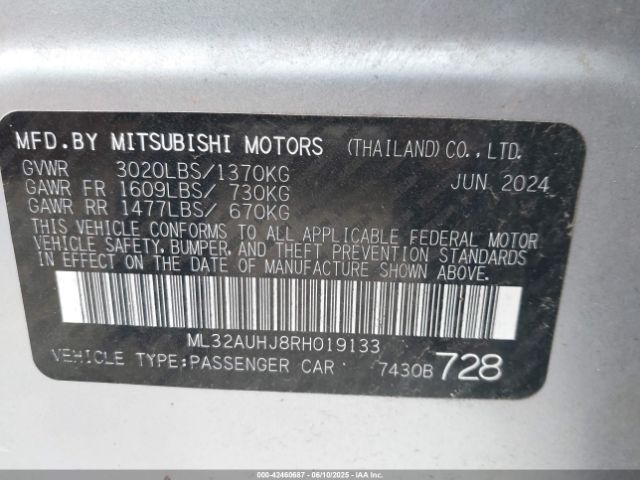 MFD.BY MITSUBISHI MOTORS (THAILAND) CO., LTD.
GVWR 3020LBS/1370KG JUN, 2024
GAWR FR 1609LBS/ 730KG
GAWR RR 1477LBS/ 670KG
THIS VEHICLE CONFORMS TO ALL APPLICABLE FEDERAL MOTOR
VEHICLE SAFETY, BUMPER, AND THEFT PREVENTION STANDARDS
IN EFFECT ON THE DATE OF MANUFACTURE SHOWN ABOVE.
ML32AUHJ8RH019133
VEHICLE TYPE:PASSENGER CAR 7430B 728
000-42460687 - 06/10/2025 - IAAI.COM